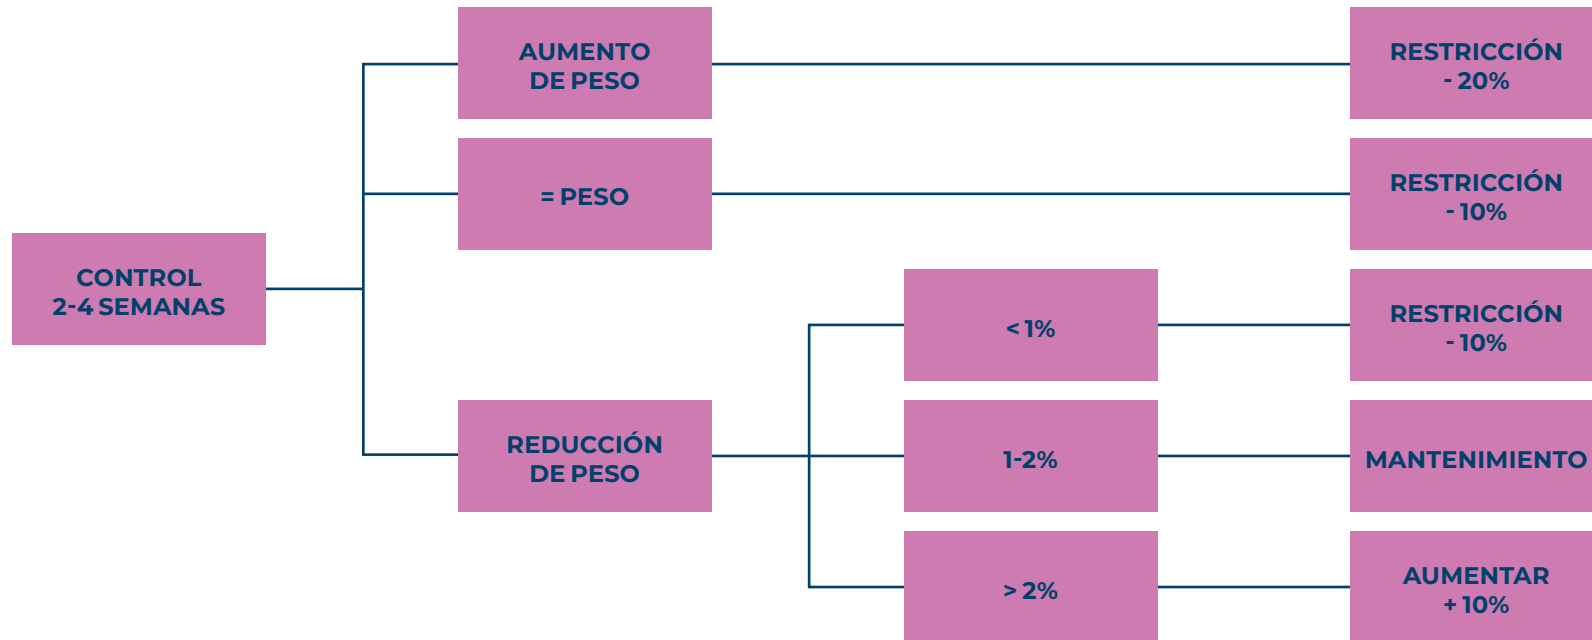 AUMENTO
DE PESO
RESTRICCIÓN
- 20%
= PESO
RESTRICCIÓN
- 10%
CONTROL
2-4 SEMANAS
< 1%
RESTRICCIÓN
- 10%
REDUCCIÓN
DE PESO
1-2%
MANTENIMIENTO
> 2%
AUMENTAR
+ 10%